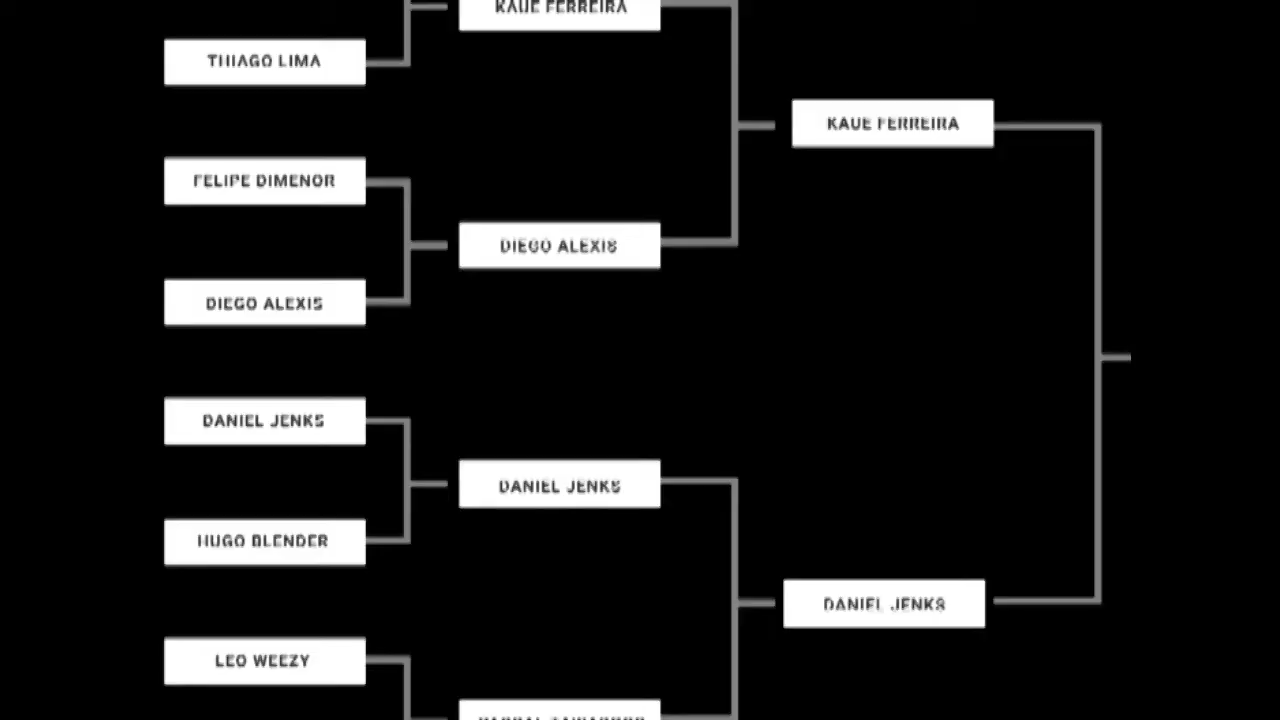 KAUE FERREIRA
THIAGO LIMA
KAUE FERREIRA
FELIPE DIMENOR
DIEGO ALEXIS
DIEGO ALEXIS
DANIEL JENKS
DANIEL JENKS
HUGO BLENDER
DANIEL JENKS
LEO WEEZY